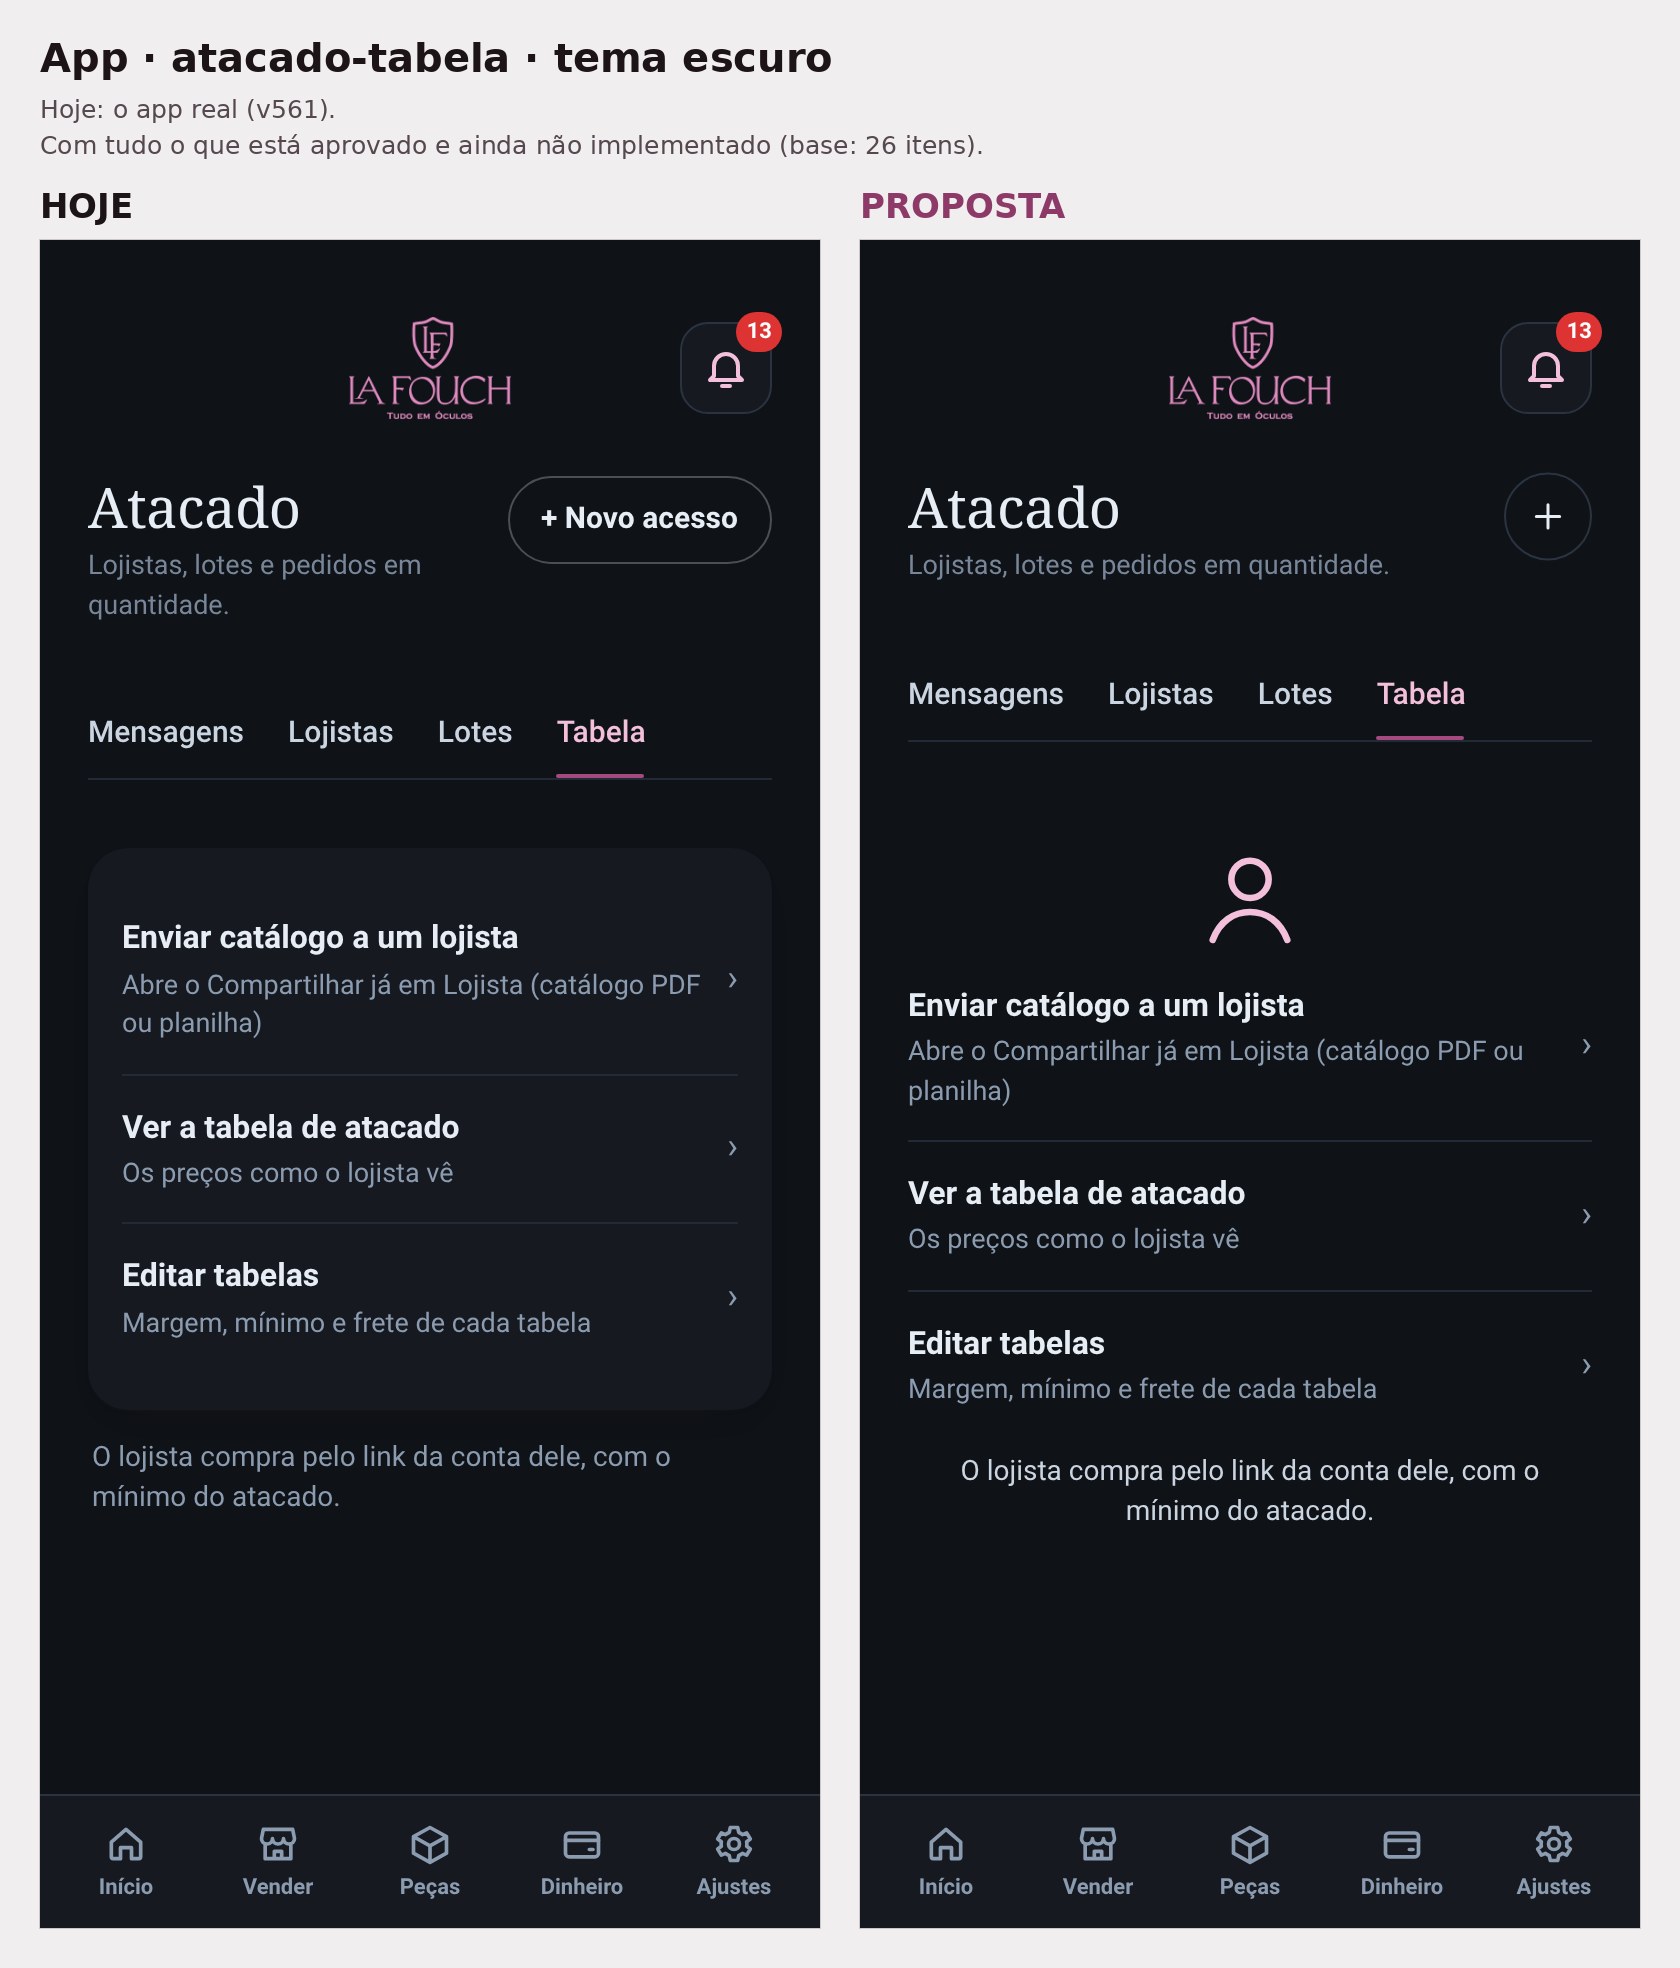 App · atacado-tabela · tema escuro
Hoje: o app real (v561).
Com tudo o que está aprovado e ainda não implementado (base: 26 itens).
HOJE
LF
LA FOUCH
TUDO EM ÓCULOS
13
Atacado
+ Novo acesso
Lojistas, lotes e pedidos em
quantidade.
Mensagens Lojistas Lotes Tabela
Enviar catálogo a um lojista
Abre o Compartilhar já em Lojista (catálogo PDF
ou planilha)
Ver a tabela de atacado
Os preços como o lojista vê
Editar tabelas
Margem, mínimo e frete de cada tabela
O lojista compra pelo link da conta dele, com o
mínimo do atacado.
Início Vender Peças Dinheiro Ajustes
PROPOSTA
LF
LA FOUCH
TUDO EM ÓCULOS
13
Atacado
+
Lojistas, lotes e pedidos em quantidade.
Mensagens Lojistas Lotes Tabela
Enviar catálogo a um lojista
Abre o Compartilhar já em Lojista (catálogo PDF ou
planilha)
Ver a tabela de atacado
Os preços como o lojista vê
Editar tabelas
Margem, mínimo e frete de cada tabela
O lojista compra pelo link da conta dele, com o
mínimo do atacado.
Início Vender Peças Dinheiro Ajustes